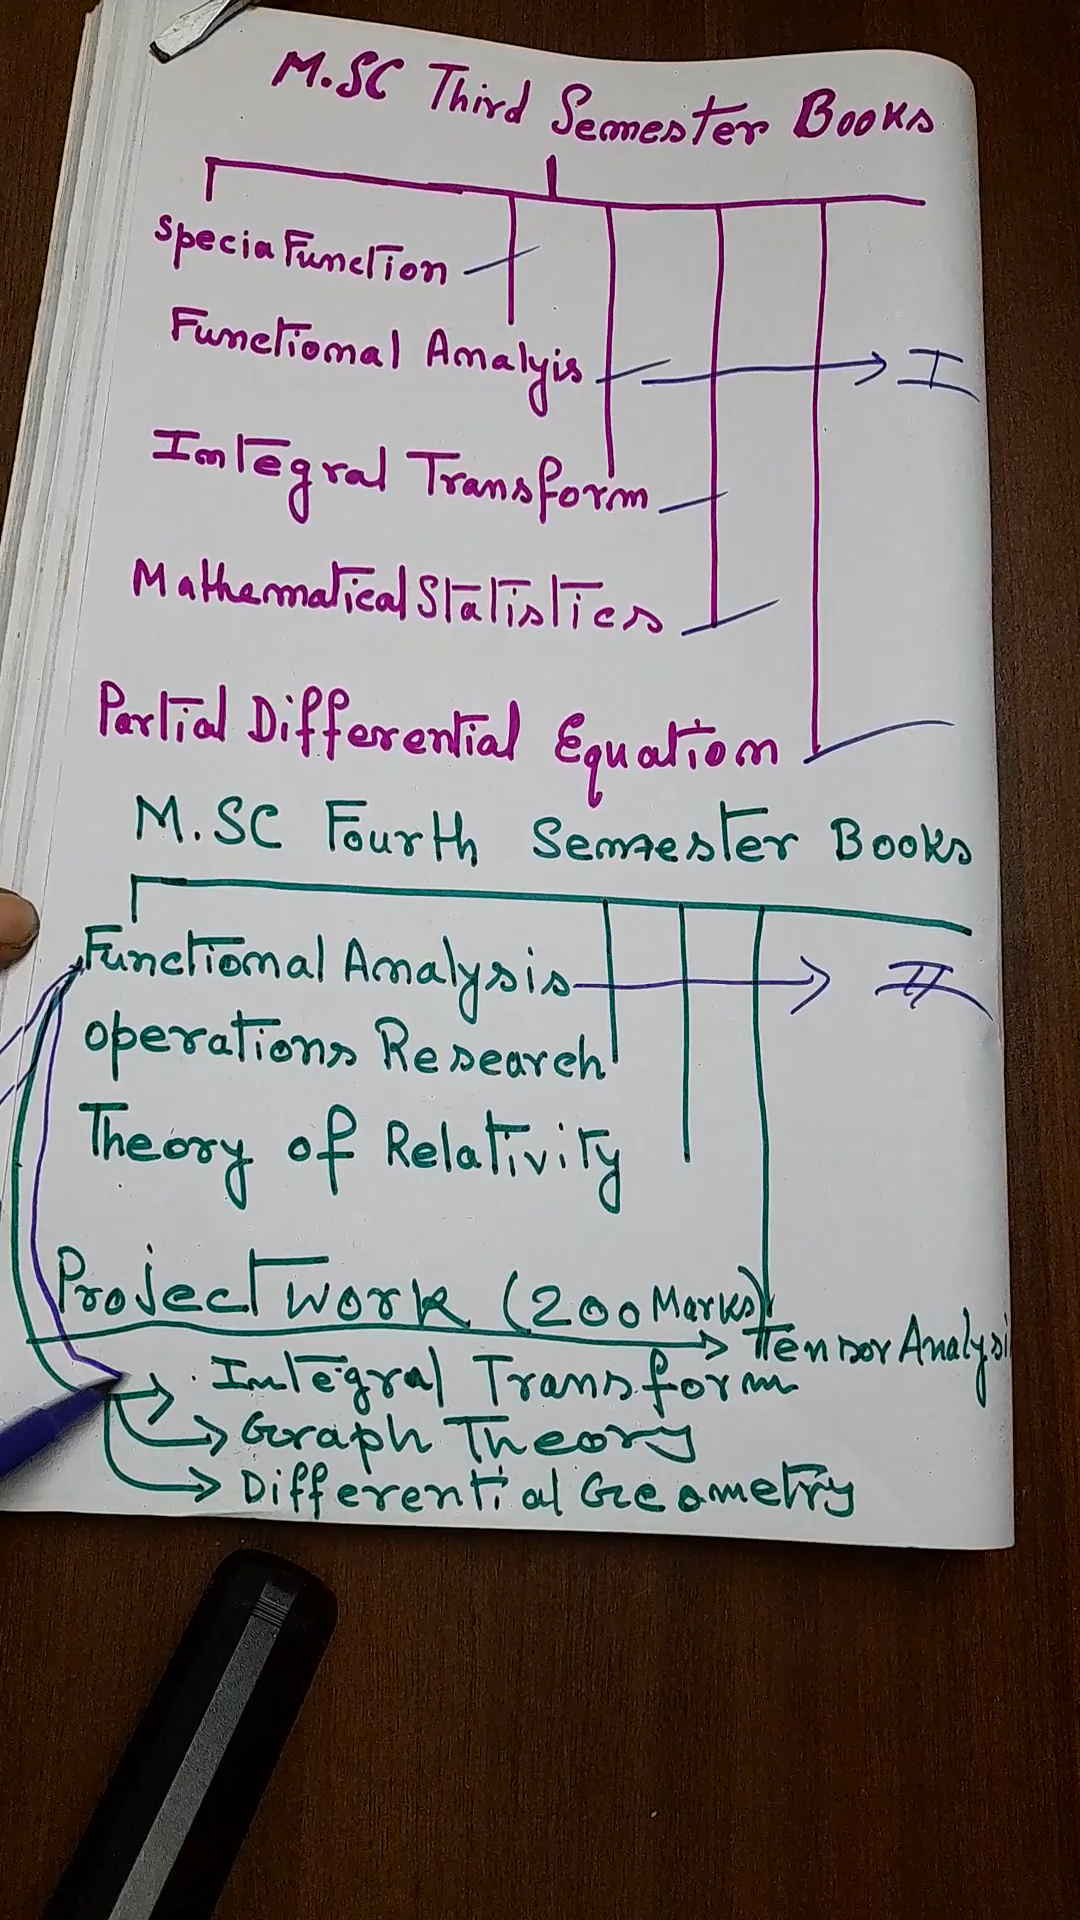 M.SC Third Semester Books
Specia Function
Functional Analyis
I
Integral Transform
Mathematical Statistics
Partial Differential Equation
M.SC Fourth Semester Books
Functional Analysis
II
operations Research
Theory of Relativity
Project work (200 Marks)
Tensor Analysi
Integral Transform
Graph Theory
Differential Geometry